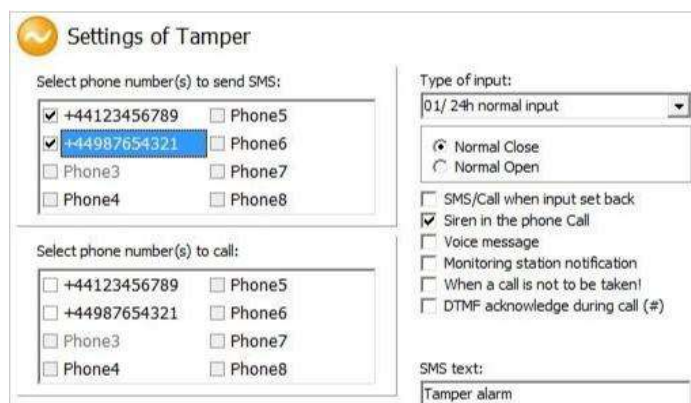 Settings of Tamper
Select phone number(s) to send SMS:
+44123456789 Phone5
+44987654321 Phone6
Phone3 Phone7
Phone4 Phone8
Select phone number(s) to call:
+44123456789 Phone5
+44987654321 Phone6
Phone3 Phone7
Phone4 Phone8
Type of input:
01/ 24h normal input
Normal Close
Normal Open
SMS/Call when input set back
Siren in the phone Call
Voice message
Monitoring station notification
When a call is not to be taken!
DTMF acknowledge during call (#)
SMS text:
Tamper alarm